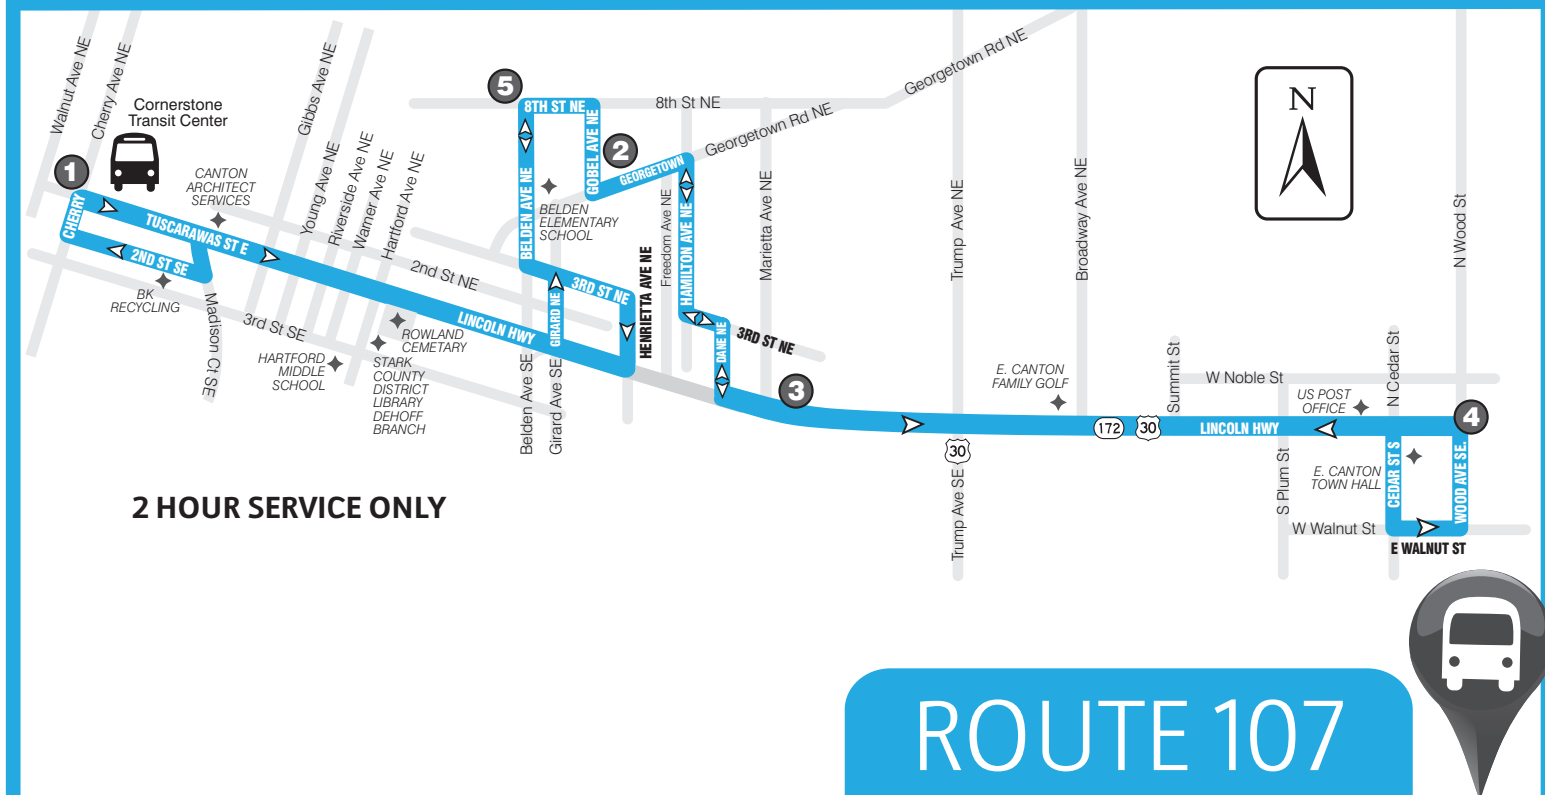 Walnut Ave NE
Cherry Ave NE
Cornerstone
Transit Center
Gibbs Ave NE
Young Ave NE
Riverside Ave NE
Warner Ave NE
Hartford Ave NE
1
CANTON
ARCHITECT
SERVICES
CHERRY
TUSCARAWAS ST E
2ND ST SE
BK
RECYCLING
Madison Ct SE
3rd St SE
2nd St NE
HARTFORD
MIDDLE
SCHOOL
ROWLAND
CEMETARY
STARK
COUNTY
DISTRICT
LIBRARY
DEHOFF
BRANCH
LINCOLN HWY
5
8TH ST NE
8th St NE
GOBEL AVE NE
2
GEORGETOWN
Georgetown Rd NE
Georgetown Rd NE
BELDEN AVE NE
BELDEN
ELEMENTARY
SCHOOL
3RD ST NE
GIRARD NE
HENRIETTA AVE NE
Freedom Ave NE
HAMILTON AVE NE
Marietta Ave NE
DANE NE
3RD ST NE
Belden Ave SE
Girard Ave SE
3
Trump Ave NE
Broadway Ave NE
N
N Wood St
E. CANTON
FAMILY GOLF
Summit St
W Noble St
N Cedar St
US POST
OFFICE
172
30
LINCOLN HWY
4
30
Trump Ave SE
S Plum St
E. CANTON
TOWN HALL
CEDAR ST S
WOOD AVE SE.
W Walnut St
E WALNUT ST
2 HOUR SERVICE ONLY
ROUTE 107